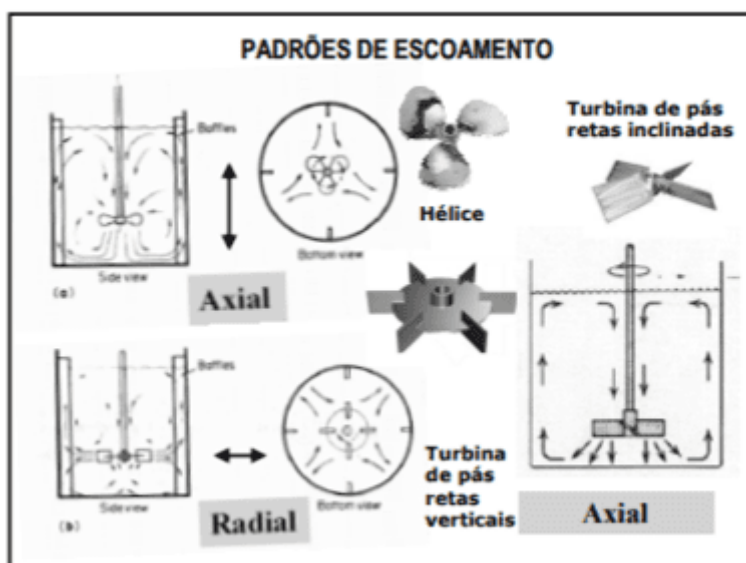 PADRÕES DE ESCOAMENTO
Baffles
Side view
(a)
Axial
Bottom view
Hélice
Turbina de pás
retas inclinadas
Baffles
Side view
(b)
Radial
Bottom view
Turbina
de pás
retas
verticais
Axial